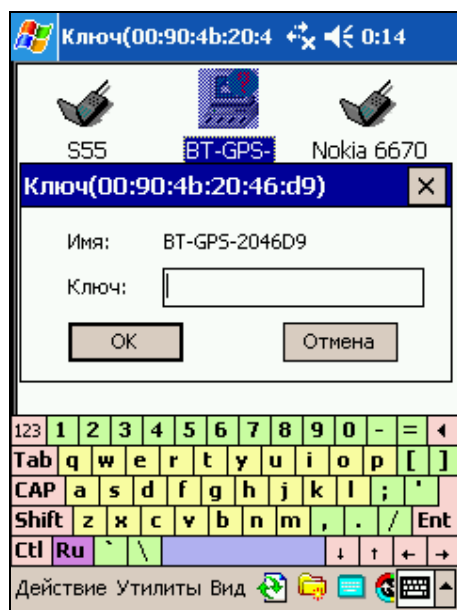 Ключ(00:90:4b:20:4 0:14
S55 BT-GPS- Nokia 6670
Ключ(00:90:4b:20:46:d9)
Имя: BT-GPS-2046D9
Ключ:
OK Отмена
123 1 2 3 4 5 6 7 8 9 0 - =
Tab q w e r t y u i o p [ ]
CAP a s d f g h j k l ; '
Shift z x c v b n m , . / Ent
Ctl Ru ` \ ↓ ↑ ← →
Действие Утилиты Вид